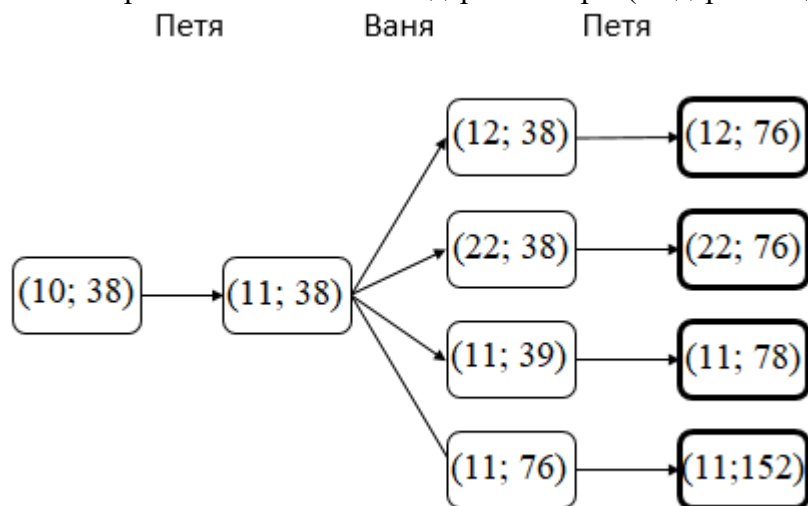 Петя Ваня Петя
(12; 38) (12; 76)
(22; 38) (22; 76)
(10; 38) (11; 38)
(11; 39) (11; 78)
(11; 76) (11;152)